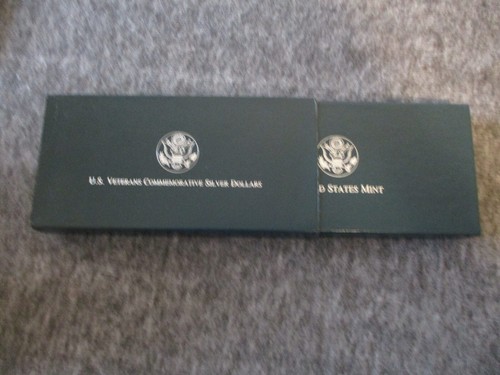 U.S. VETERANS COMMEMORATIVE SILVER DOLLARS
D STATES MINT